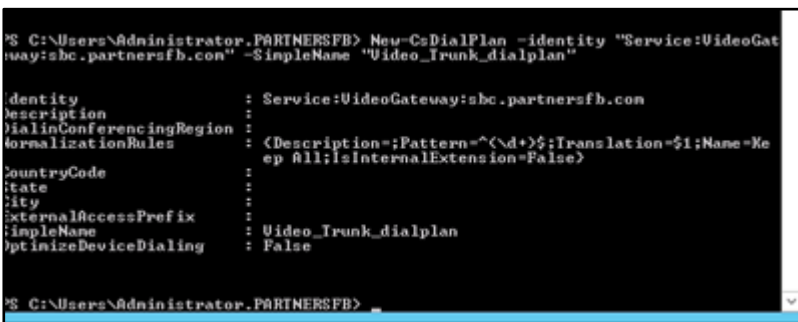 PS C:\Users\Administrator.PARTNERSFB> New-CsDialPlan -identity "Service:VideoGat
eway:sbc.partnersfb.com" -SimpleName "Video_Trunk_dialplan"
Identity : Service:VideoGateway:sbc.partnersfb.com
Description :
DialinConferencingRegion :
NormalizationRules : {Description=;Pattern=^(\d+)$;Translation=$1;Name=Ke
ep All;IsInternalExtension=False}
CountryCode :
State :
City :
ExternalAccessPrefix :
SimpleName : Video_Trunk_dialplan
OptimizeDeviceDialing : False
PS C:\Users\Administrator.PARTNERSFB> _